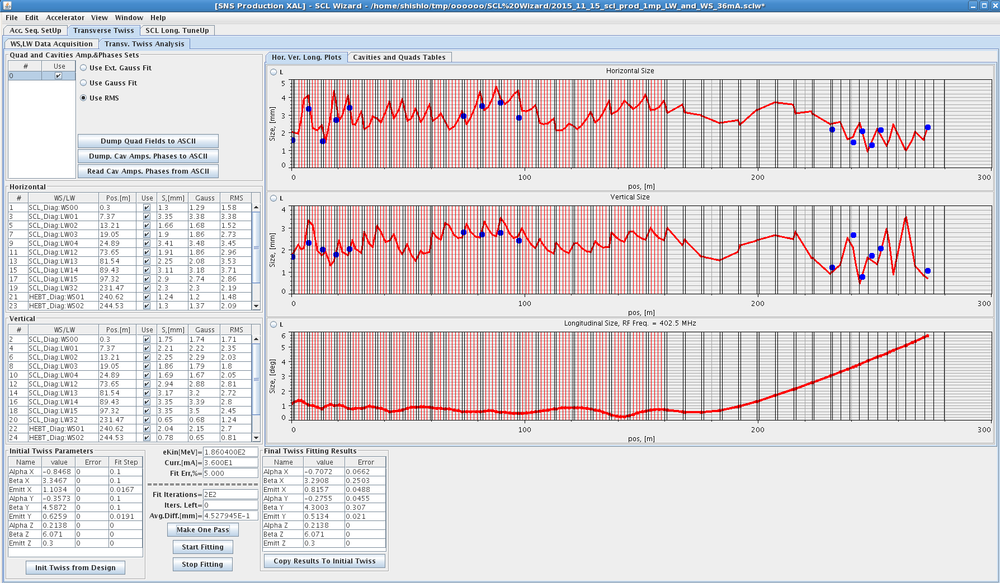 [SNS Production XAL] - SCL Wizard - /home/shishlo/tmp/oooooo/SCL%20Wizard/2015_11_15_scl_prod_1mp_LW_and_WS_36mA.sclw*
File Edit Accelerator View Window Help
Acc. Seq. SetUp Transverse Twiss SCL Long. TuneUp
WS,LW Data Acquisition Transv. Twiss Analysis
Quad and Cavities Amp.&Phases Sets
# Use
0
Use Ext. Gauss Fit
Use Gauss Fit
Use RMS
Dump Quad Fields to ASCII
Dump. Cav Amps. Phases to ASCII
Read Cav Amps. Phases from ASCII
Horizontal
# WS/LW Pos.[m] Use S,[mm] Gauss RMS
1 SCL_Diag:WS00 0.3 1.3 1.29 1.58
3 SCL_Diag:LW01 7.37 3.35 3.38 3.38
5 SCL_Diag:LW02 13.21 1.66 1.68 1.52
7 SCL_Diag:LW03 19.05 1.9 1.86 2.73
9 SCL_Diag:LW04 24.89 3.41 3.48 3.45
11 SCL_Diag:LW12 73.65 1.91 1.86 2.96
13 SCL_Diag:LW13 81.54 2.25 2.08 3.53
15 SCL_Diag:LW14 89.43 3.11 3.18 3.71
17 SCL_Diag:LW15 97.32 2.9 2.74 2.86
19 SCL_Diag:LW32 231.47 2.3 2.3 2.19
21 HEBT_Diag:WS01 240.62 1.24 1.2 1.48
23 HEBT_Diag:WS02 244.53 1.3 1.37 2.09
Vertical
# WS/LW Pos.[m] Use S,[mm] Gauss RMS
2 SCL_Diag:WS00 0.3 1.75 1.74 1.71
4 SCL_Diag:LW01 7.37 2.21 2.22 2.35
6 SCL_Diag:LW02 13.21 2.25 2.29 2.03
8 SCL_Diag:LW03 19.05 1.86 1.79 1.8
10 SCL_Diag:LW04 24.89 1.69 1.67 2.05
12 SCL_Diag:LW12 73.65 2.94 2.88 2.81
14 SCL_Diag:LW13 81.54 3.17 3.2 2.72
16 SCL_Diag:LW14 89.43 3.35 3.39 2.8
18 SCL_Diag:LW15 97.32 3.35 3.5 2.45
20 SCL_Diag:LW32 231.47 0.65 0.68 1.24
22 HEBT_Diag:WS01 240.62 2.04 2.15 2.7
24 HEBT_Diag:WS02 244.53 0.78 0.65 0.81
Hor. Ver. Long. Plots Cavities and Quads Tables
L
Horizontal Size
Size, [mm]
5
4
3
2
1
0
0 100 200 300
pos, [m]
L
Vertical Size
Size, [mm]
4
3
2
1
0
0 100 200 300
pos, [m]
L
Longitudinal Size, RF Freq. = 402.5 MHz
Size, [deg]
6
5
4
3
2
1
0
0 100 200 300
pos, [m]
Initial Twiss Parameters
Name value Error Fit Step
Alpha X -0.8468 0 0.1
Beta X 3.3467 0 0.1
Emitt X 1.1034 0 0.0167
Alpha Y -0.3573 0 0.1
Beta Y 4.5872 0 0.1
Emitt Y 0.6259 0 0.0191
Alpha Z 0.2138 0 0
Beta Z 6.071 0 0
Emitt Z 0.3 0 0
Init Twiss from Design
eKin[MeV]= 1.860400E2
Curr.[mA]= 3.600E1
Fit Err,%= 5.000
====================
Fit Iterations= 2E2
Iters. Left= 0
Avg.Diff.[mm]= 4.527945E-1
Make One Pass
Start Fitting
Stop Fitting
Final Twiss Fitting Results
Name value Error
Alpha X -0.7072 0.0662
Beta X 3.2908 0.2503
Emitt X 0.8157 0.0488
Alpha Y -0.2755 0.0455
Beta Y 4.3003 0.307
Emitt Y 0.5134 0.021
Alpha Z 0.2138 0
Beta Z 6.071 0
Emitt Z 0.3 0
Copy Results To Initial Twiss